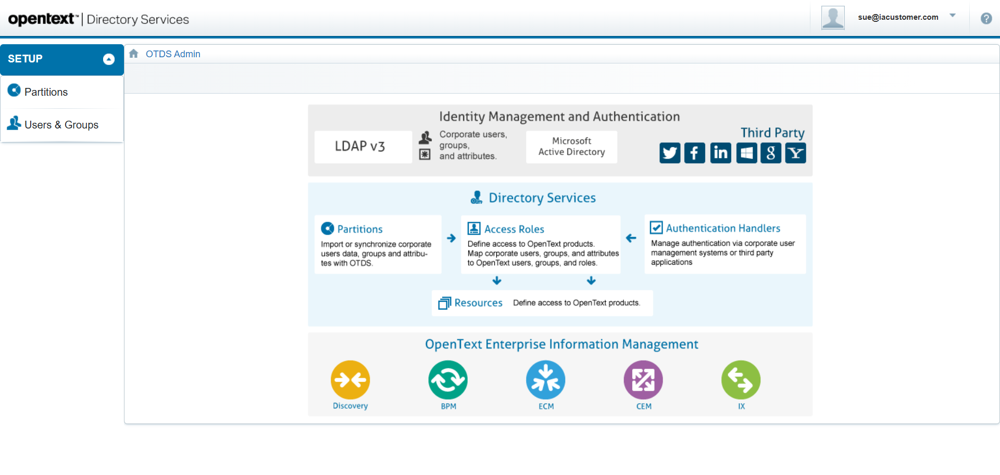 opentext™ | Directory Services
sue@iacustomer.com
?
SETUP
OTDS Admin
Partitions
Users & Groups
Identity Management and Authentication
LDAP v3
Corporate users,
groups,
and attributes.
Microsoft
Active Directory
Third Party
Directory Services
Partitions
Import or synchronize corporate
users data, groups and attribu-
tes with OTDS.
Access Roles
Define access to OpenText products.
Map corporate users, groups, and attributes
to OpenText users, groups, and roles.
Authentication Handlers
Manage authentication via corporate user
management systems or third party
applications
Resources
Define access to OpenText products.
OpenText Enterprise Information Management
Discovery
BPM
ECM
CEM
IX